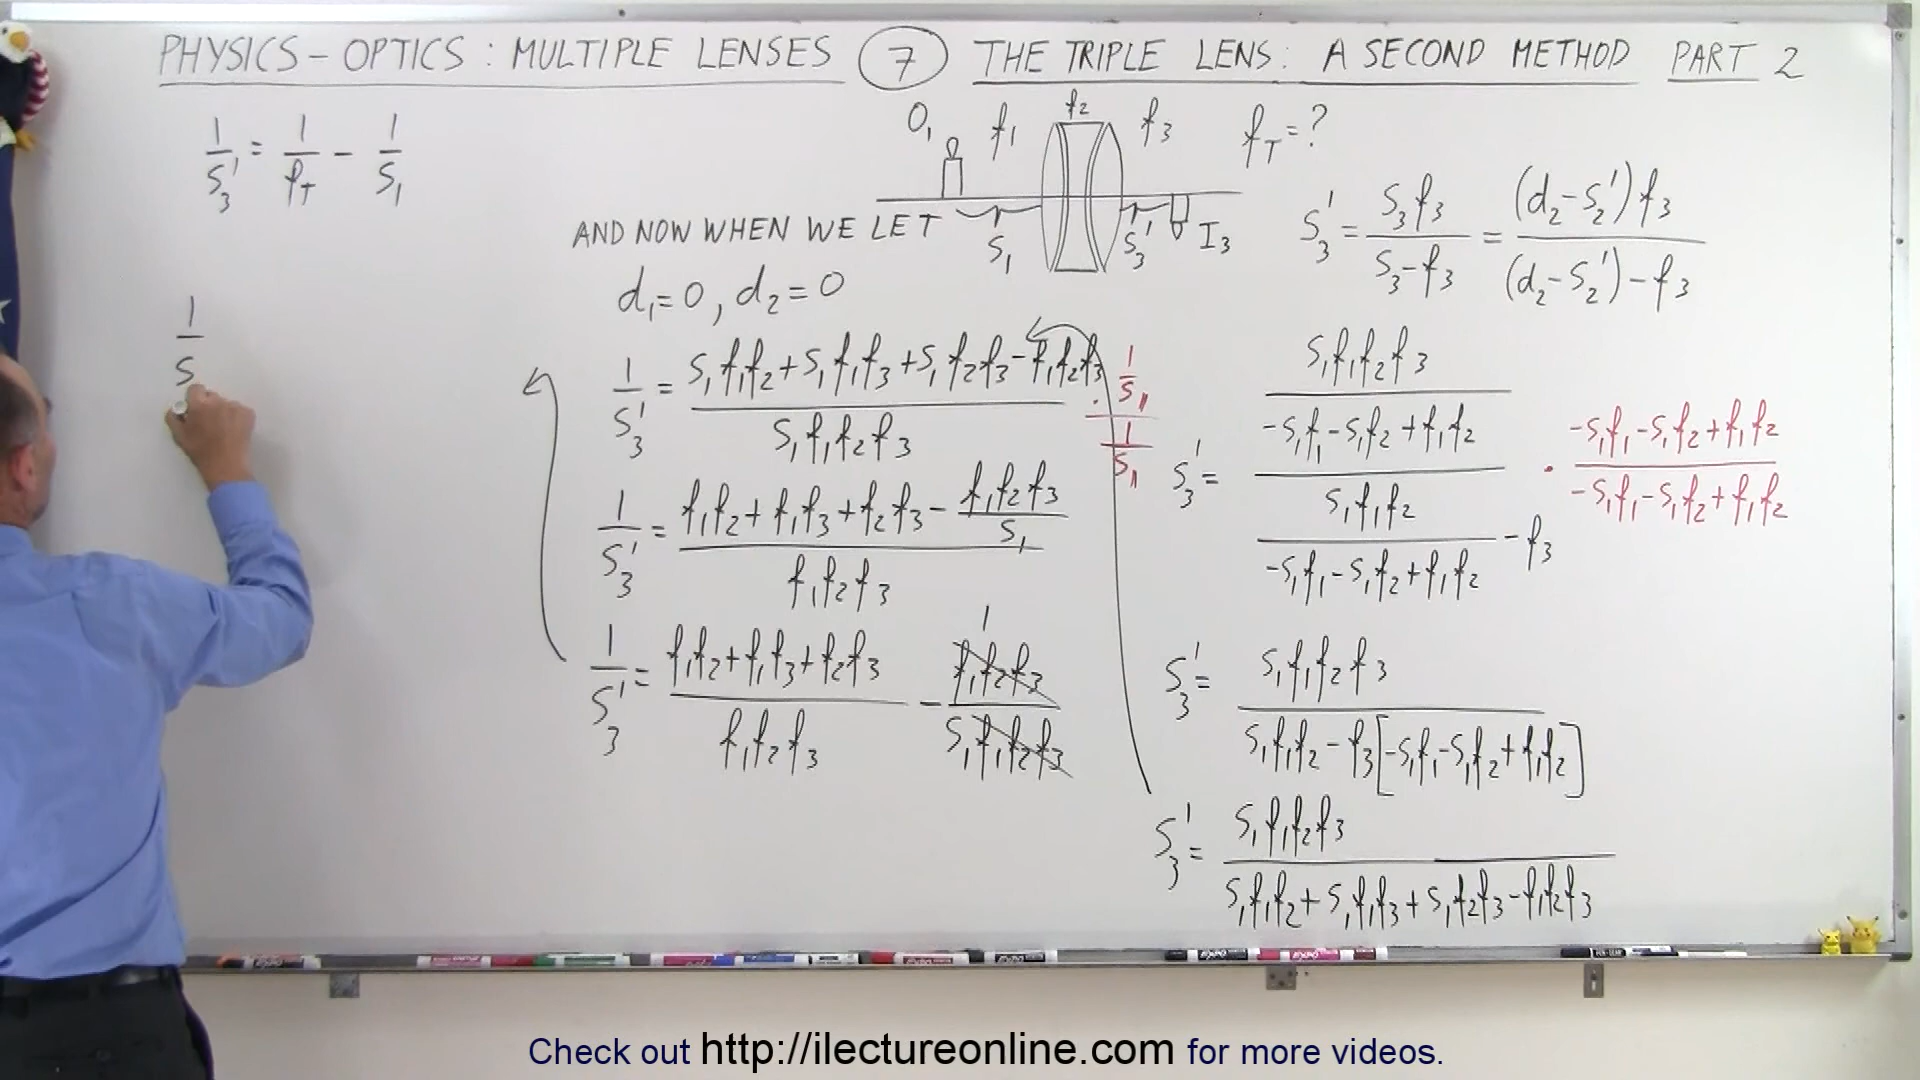 PHYSICS - OPTICS : MULTIPLE LENSES 7 THE TRIPLE LENS: A SECOND METHOD PART 2
1/S₃' = 1/f_T - 1/S₁
O₁ f₁ f₂ f₃ f_T = ?
S₁ S₃' I₃
S₃' = S₃f₃/(S₃-f₃) = (d₂-S₂')f₃/((d₂-S₂')-f₃)
AND NOW WHEN WE LET
d₁=0, d₂=0
1/S
1/S₃' = (S₁f₁f₂+S₁f₁f₃+S₁f₂f₃-f₁f₂f₃)/(S₁f₁f₂f₃) · (1/S₁)/(1/S₁)
1/S₃' = (f₁f₂+f₁f₃+f₂f₃-f₁f₂f₃/S₁)/(f₁f₂f₃)
1/S₃' = (f₁f₂+f₁f₃+f₂f₃)/(f₁f₂f₃) - f₁f₂f₃/(S₁f₁f₂f₃) 1
S₃' = (S₁f₁f₂f₃/(-S₁f₁-S₁f₂+f₁f₂))/(S₁f₁f₂/(-S₁f₁-S₁f₂+f₁f₂) - f₃) · (-S₁f₁-S₁f₂+f₁f₂)/(-S₁f₁-S₁f₂+f₁f₂)
S₃' = S₁f₁f₂f₃/(S₁f₁f₂-f₃[-S₁f₁-S₁f₂+f₁f₂])
S₃' = S₁f₁f₂f₃/(S₁f₁f₂+S₁f₁f₃+S₁f₂f₃-f₁f₂f₃)
Check out http://ilectureonline.com for more videos.